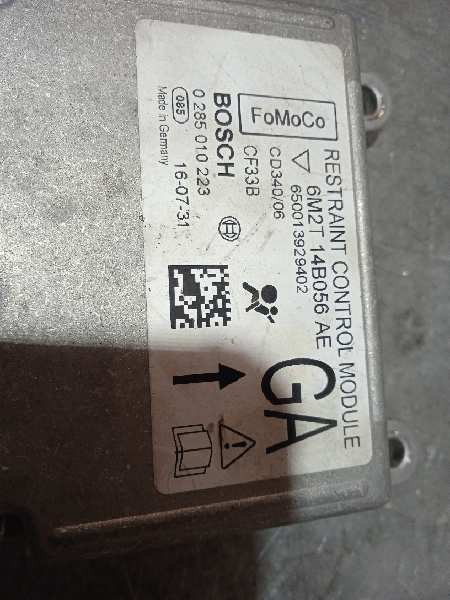 RESTRAINT CONTROL MODULE
FoMoCo
6M2T 14B056 AE
650013929402
CD340/06
CF33B
BOSCH
0 285 010 223
085
16-07-31
Made in Germany
GA